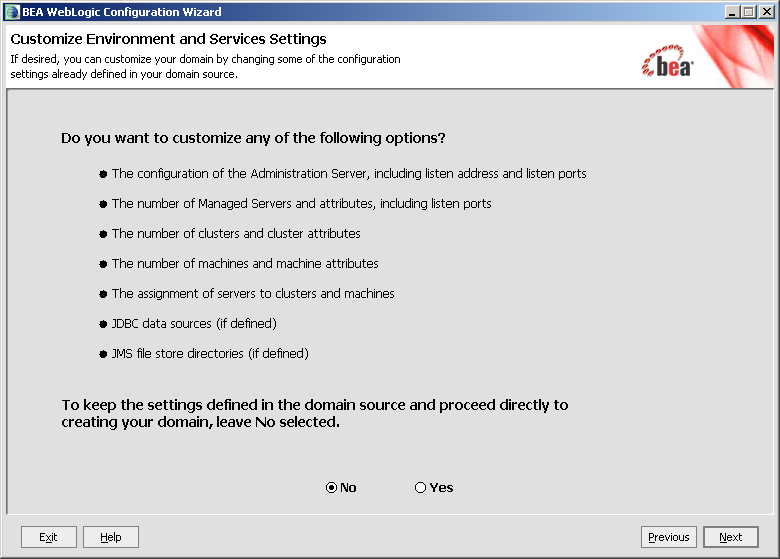 BEA WebLogic Configuration Wizard
Customize Environment and Services Settings
If desired, you can customize your domain by changing some of the configuration
settings already defined in your domain source.
bea
Do you want to customize any of the following options?
The configuration of the Administration Server, including listen address and listen ports
The number of Managed Servers and attributes, including listen ports
The number of clusters and cluster attributes
The number of machines and machine attributes
The assignment of servers to clusters and machines
JDBC data sources (if defined)
JMS file store directories (if defined)
To keep the settings defined in the domain source and proceed directly to
creating your domain, leave No selected.
No Yes
Exit Help Previous Next